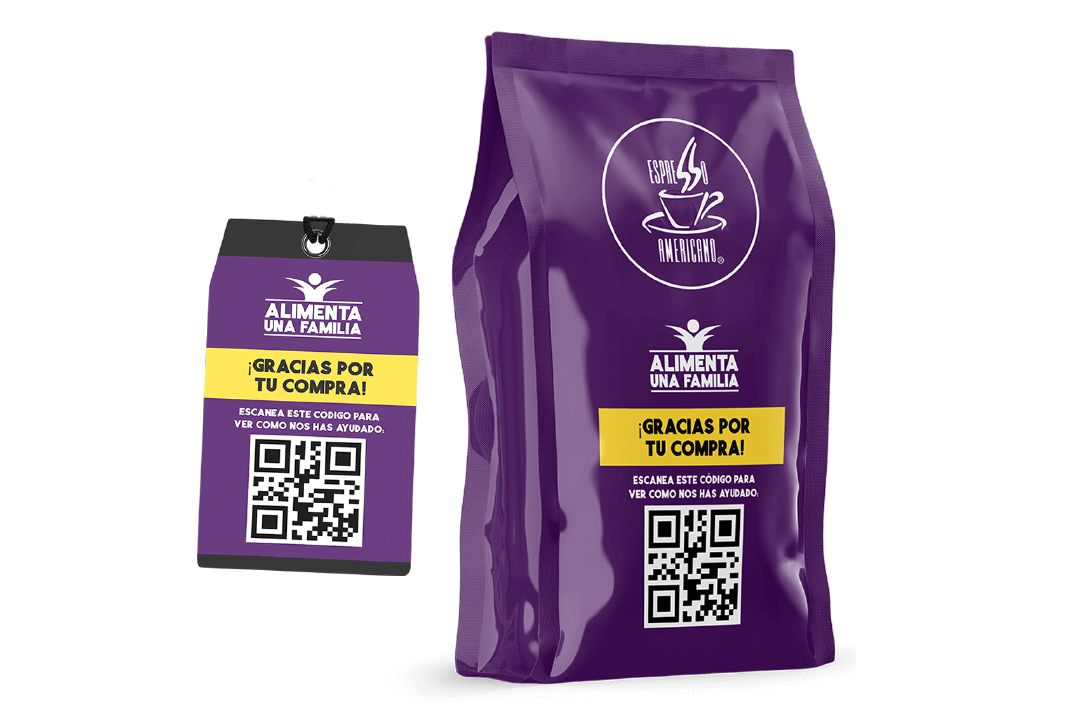 ALIMENTA
UNA FAMILIA
¡GRACIAS POR
TU COMPRA!
ESCANEA ESTE CÓDIGO PARA
VER COMO NOS HAS AYUDADO:
ESPRESSO
AMERICANO®
ALIMENTA
UNA FAMILIA
¡GRACIAS POR
TU COMPRA!
ESCANEA ESTE CÓDIGO PARA
VER COMO NOS HAS AYUDADO: